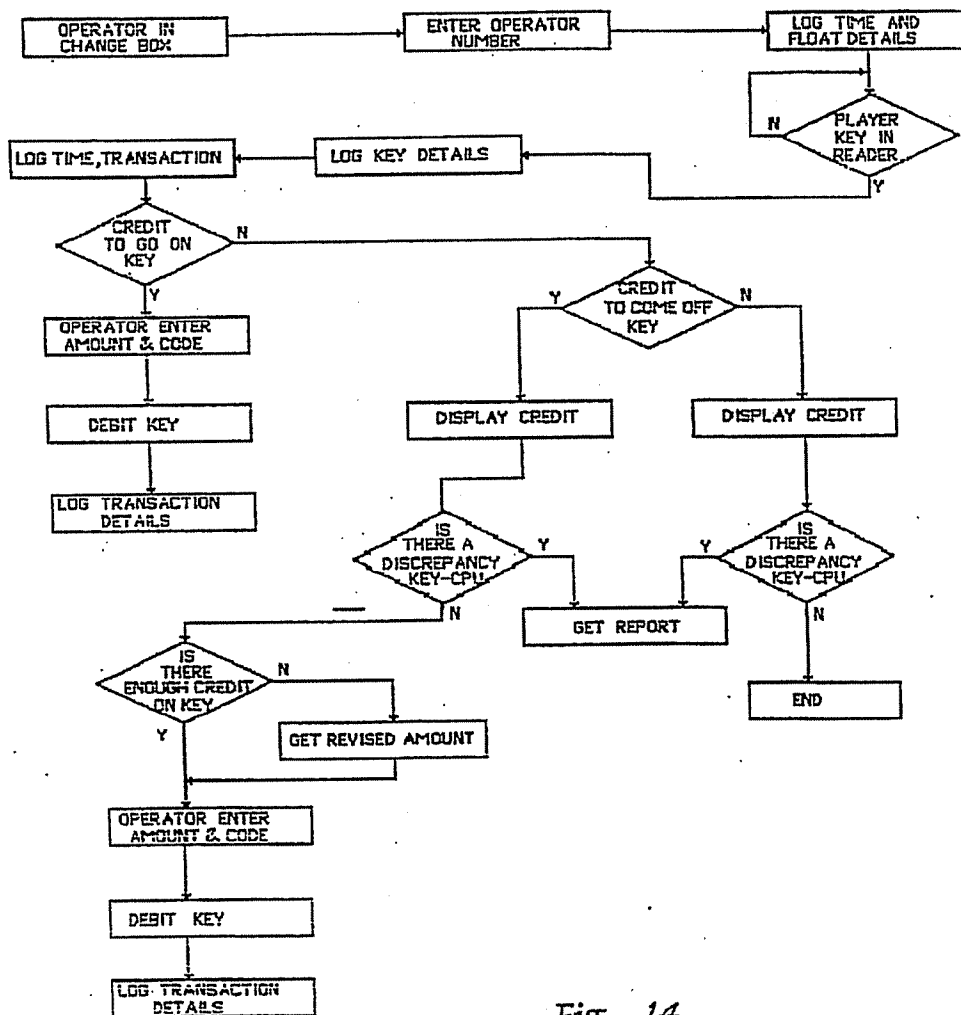 OPERATOR IN
CHANGE BOX
ENTER OPERATOR
NUMBER
LOG TIME AND
FLOAT DETAILS
PLAYER
KEY IN
READER
N
Y
LOG KEY DETAILS
LOG TIME, TRANSACTION
CREDIT
TO GO ON
KEY
N
Y
CREDIT
TO COME OFF
KEY
Y
N
OPERATOR ENTER
AMOUNT & CODE
DISPLAY CREDIT
DISPLAY CREDIT
DEBIT KEY
LOG TRANSACTION
DETAILS
IS
THERE A
DISCREPANCY
KEY-CPU
Y
N
IS
THERE A
DISCREPANCY
KEY-CPU
Y
N
GET REPORT
END
IS
THERE
ENOUGH CREDIT
ON KEY
N
Y
GET REVISED AMOUNT
OPERATOR ENTER
AMOUNT & CODE
DEBIT KEY
LOG TRANSACTION
DETAILS
Fig. 14